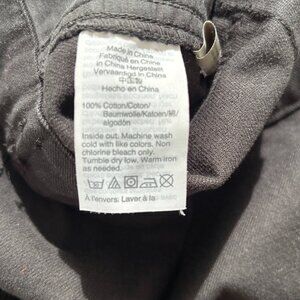 Made in China
Fabriqué en China
In China Hergestellt
Vervaardigd in China
中国制
Hecho en China
100% Cotton/Coton/
Baumwolle/Katoen/棉/
algodón
Inside out. Machine wash
cold with like colors. Non
chlorine bleach only.
Tumble dry low. Warm iron
as needed.
À l'envers: Laver à la